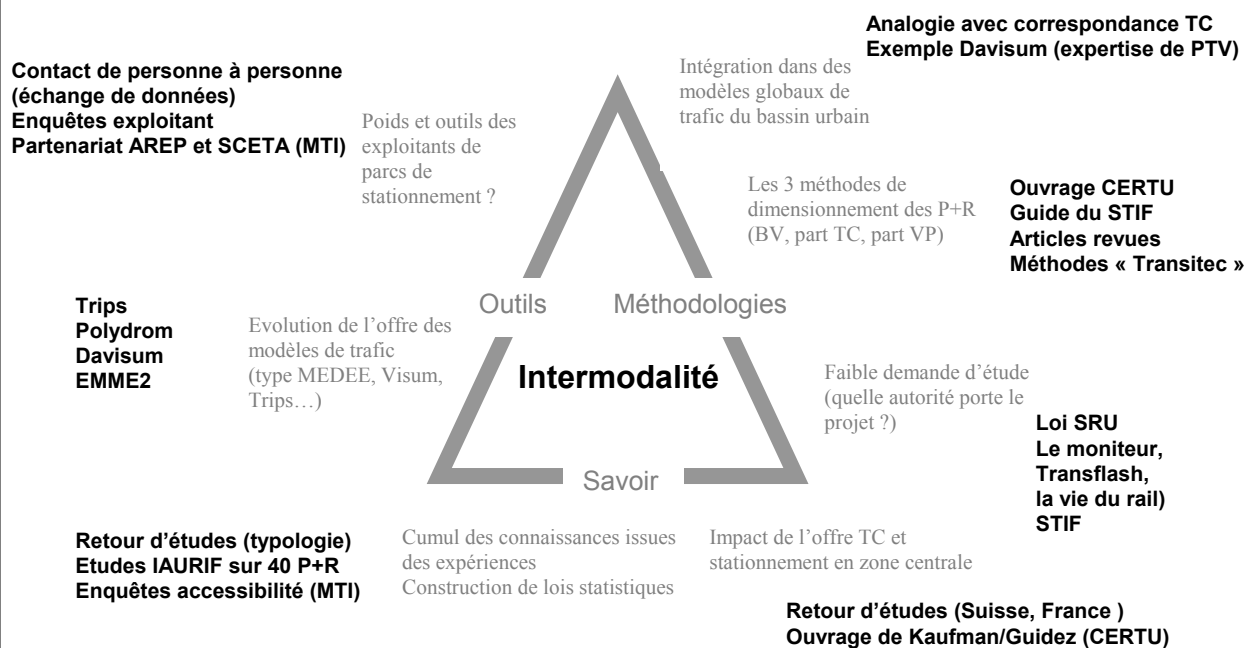 Analogie avec correspondance TC
Exemple Davisum (expertise de PTV)
Contact de personne à personne
(échange de données)
Enquêtes exploitant
Partenariat AREP et SCETA (MTI)
Poids et outils des
exploitants de
parcs de
stationnement ?
Intégration dans des
modèles globaux de
trafic du bassin urbain
Les 3 méthodes de
dimensionnement des P+R
(BV, part TC, part VP)
Ouvrage CERTU
Guide du STIF
Articles revues
Méthodes « Transitec »
Outils
Méthodologies
Trips
Polydrom
Davisum
EMME2
Evolution de l’offre des
modèles de trafic
(type MEDEE, Visum,
Trips…)
Intermodalité
Faible demande d’étude
(quelle autorité porte le
projet ?)
Loi SRU
Le moniteur,
Transflash,
la vie du rail)
STIF
Savoir
Retour d’études (typologie)
Etudes IAURIF sur 40 P+R
Enquêtes accessibilité (MTI)
Cumul des connaissances issues
des expériences
Construction de lois statistiques
Impact de l’offre TC et
stationnement en zone centrale
Retour d’études (Suisse, France )
Ouvrage de Kaufman/Guidez (CERTU)